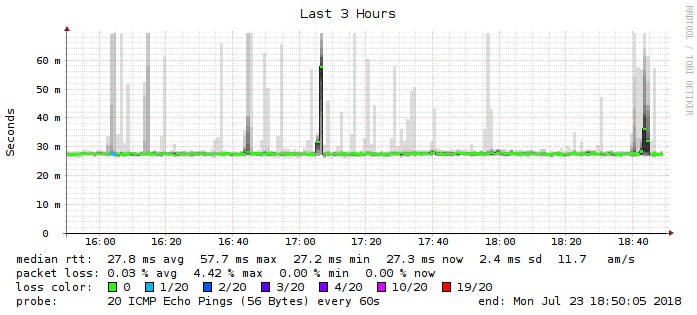 Last 3 Hours
RRDTOOL / TOBI OETIKER
Seconds
60 m
50 m
40 m
30 m
20 m
10 m
0
16:00 16:20 16:40 17:00 17:20 17:40 18:00 18:20 18:40
median rtt: 27.8 ms avg 57.7 ms max 27.2 ms min 27.3 ms now 2.4 ms sd 11.7 am/s
packet loss: 0.03 % avg 4.42 % max 0.00 % min 0.00 % now
loss color: 0 1/20 2/20 3/20 4/20 10/20 19/20
probe: 20 ICMP Echo Pings (56 Bytes) every 60s end: Mon Jul 23 18:50:05 2018